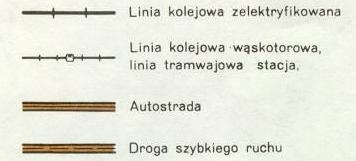 Linia kolejowa zelektryfikowana
Linia kolejowa wąskotorowa,
linia tramwajowa stacja,
Autostrada
Droga szybkiego ruchu